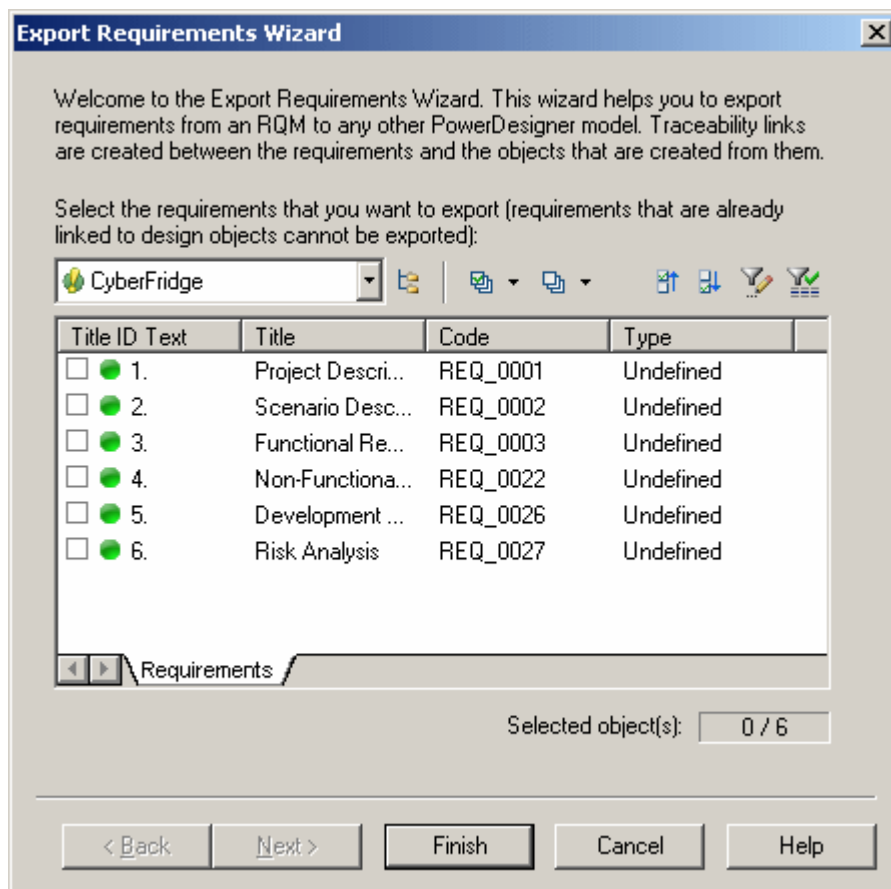 Export Requirements Wizard
Welcome to the Export Requirements Wizard. This wizard helps you to export
requirements from an RQM to any other PowerDesigner model. Traceability links
are created between the requirements and the objects that are created from them.
Select the requirements that you want to export (requirements that are already
linked to design objects cannot be exported):
CyberFridge
Title ID Text Title Code Type
1. Project Descri... REQ_0001 Undefined
2. Scenario Desc... REQ_0002 Undefined
3. Functional Re... REQ_0003 Undefined
4. Non-Functiona... REQ_0022 Undefined
5. Development ... REQ_0026 Undefined
6. Risk Analysis REQ_0027 Undefined
Requirements
Selected object(s): 0 / 6
< Back Next > Finish Cancel Help